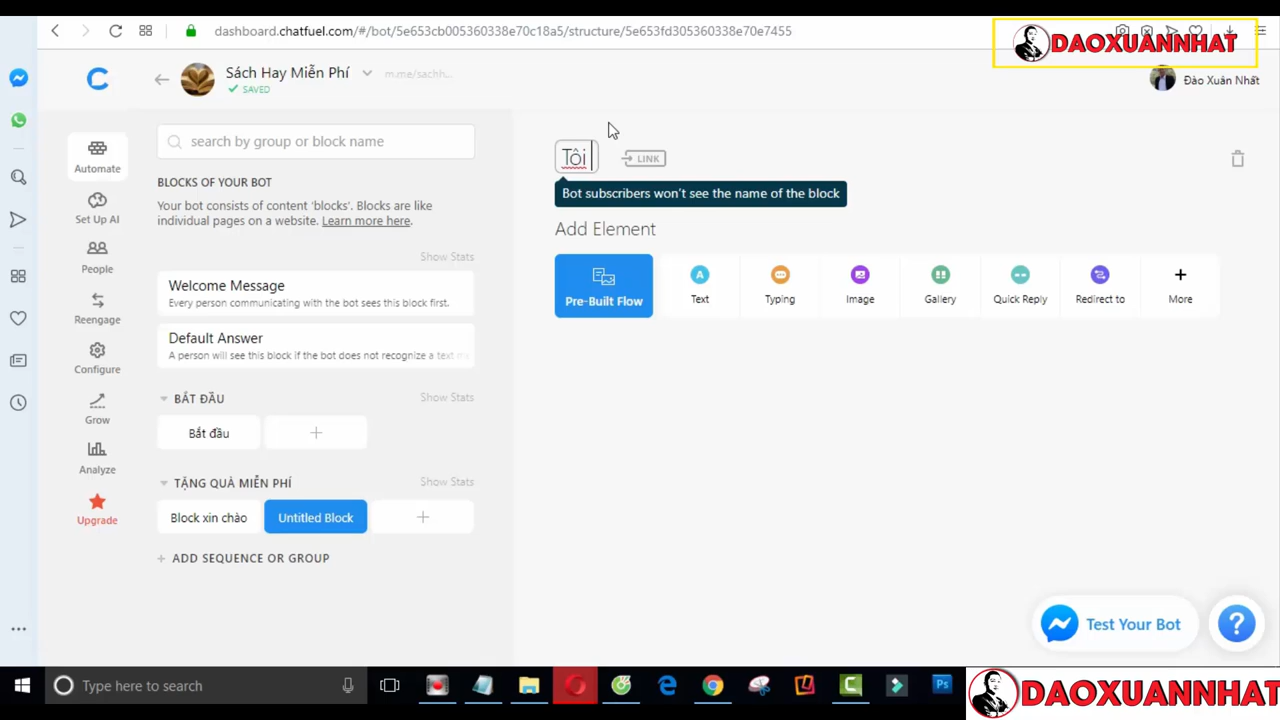 dashboard.chatfuel.com/#/bot/5e653cb005360338e70c18a5/structure/5e653fd305360338e70e7455
DAOXUANNHAT
Sách Hay Miễn Phí
m.me/sachh...
SAVED
Đào Xuân Nhất
search by group or block name
Automate
Set Up AI
People
Reengage
Configure
Grow
Analyze
Upgrade
BLOCKS OF YOUR BOT
Your bot consists of content 'blocks'. Blocks are like
individual pages on a website. Learn more here.
Show Stats
Welcome Message
Every person communicating with the bot sees this block first.
Default Answer
A person will see this block if the bot does not recognize a text
BẮT ĐẦU
Show Stats
Bắt đầu
TẶNG QUÀ MIỄN PHÍ
Show Stats
Block xin chào
Untitled Block
ADD SEQUENCE OR GROUP
Tôi
LINK
Bot subscribers won't see the name of the block
Add Element
Pre-Built Flow
Text
Typing
Image
Gallery
Quick Reply
Redirect to
More
Test Your Bot
?
Type here to search
Ps
DAOXUANNHAT